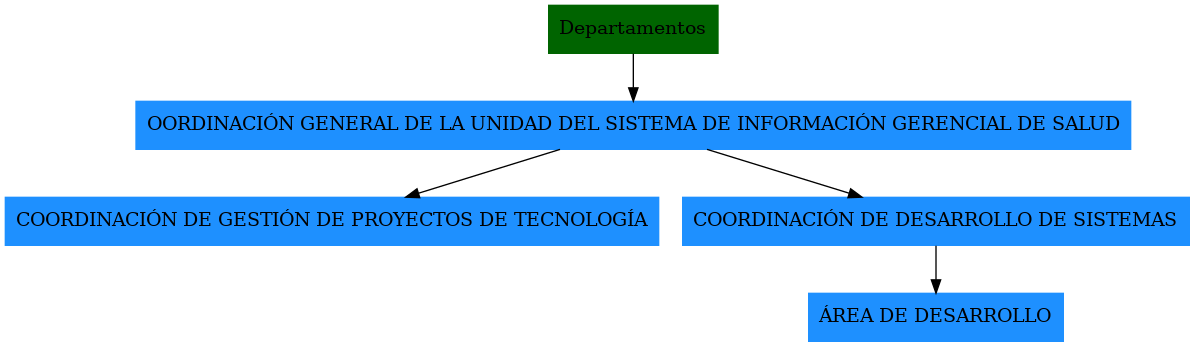 Departamentos
OORDINACIÓN GENERAL DE LA UNIDAD DEL SISTEMA DE INFORMACIÓN GERENCIAL DE SALUD
COORDINACIÓN DE GESTIÓN DE PROYECTOS DE TECNOLOGÍA
COORDINACIÓN DE DESARROLLO DE SISTEMAS
ÁREA DE DESARROLLO